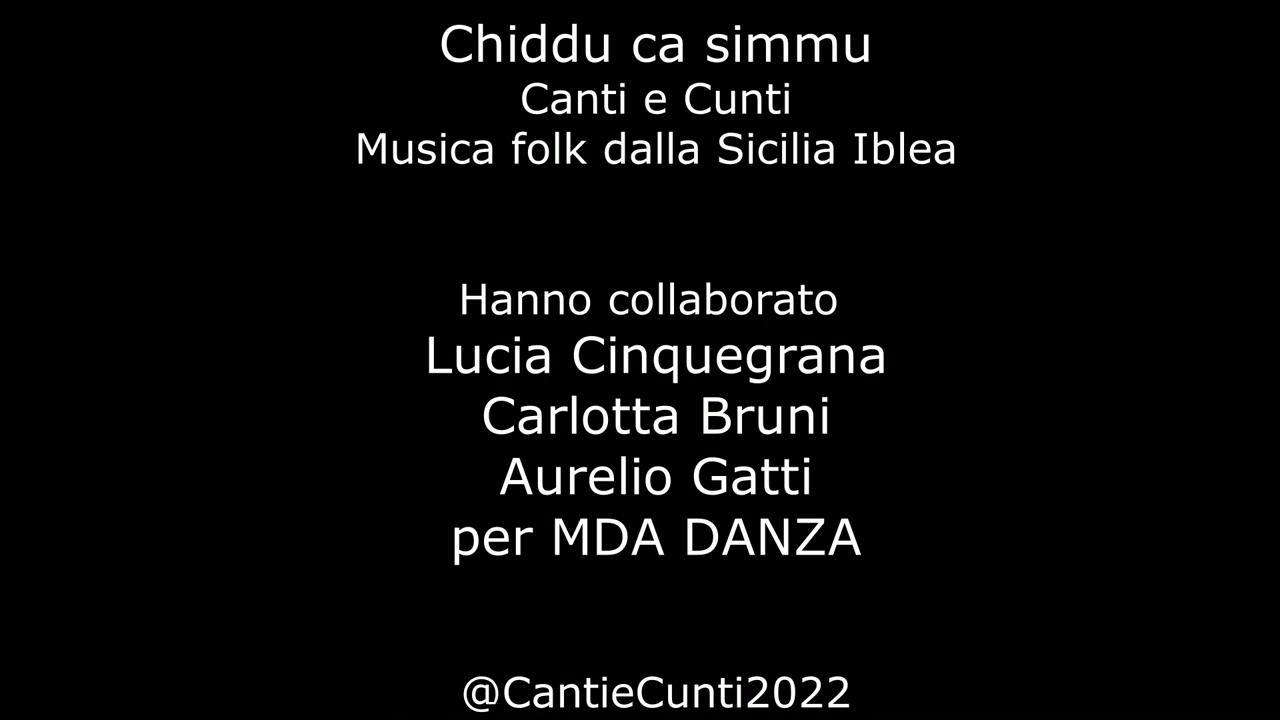 Chiddu ca simmu
Canti e Cunti
Musica folk dalla Sicilia Iblea
Hanno collaborato
Lucia Cinquegrana
Carlotta Bruni
Aurelio Gatti
per MDA DANZA
@CantieCunti2022